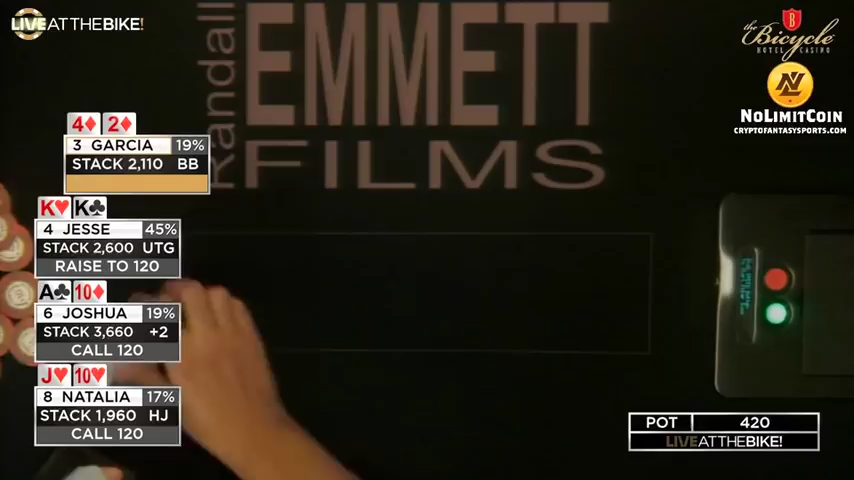 LIVEATTHEBIKE!
Randall
EMMETT
FILMS
the Bicycle
HOTEL CASINO
NL
NOLIMITCOIN
CRYPTOFANTASYSPORTS.COM
4♦ 2♦
3 GARCIA 19%
STACK 2,110 BB
K♥ K♣
4 JESSE 45%
STACK 2,600 UTG
RAISE TO 120
A♣ 10♦
6 JOSHUA 19%
STACK 3,660 +2
CALL 120
J♥ 10♥
8 NATALIA 17%
STACK 1,960 HJ
CALL 120
POT 420
LIVEATTHEBIKE!